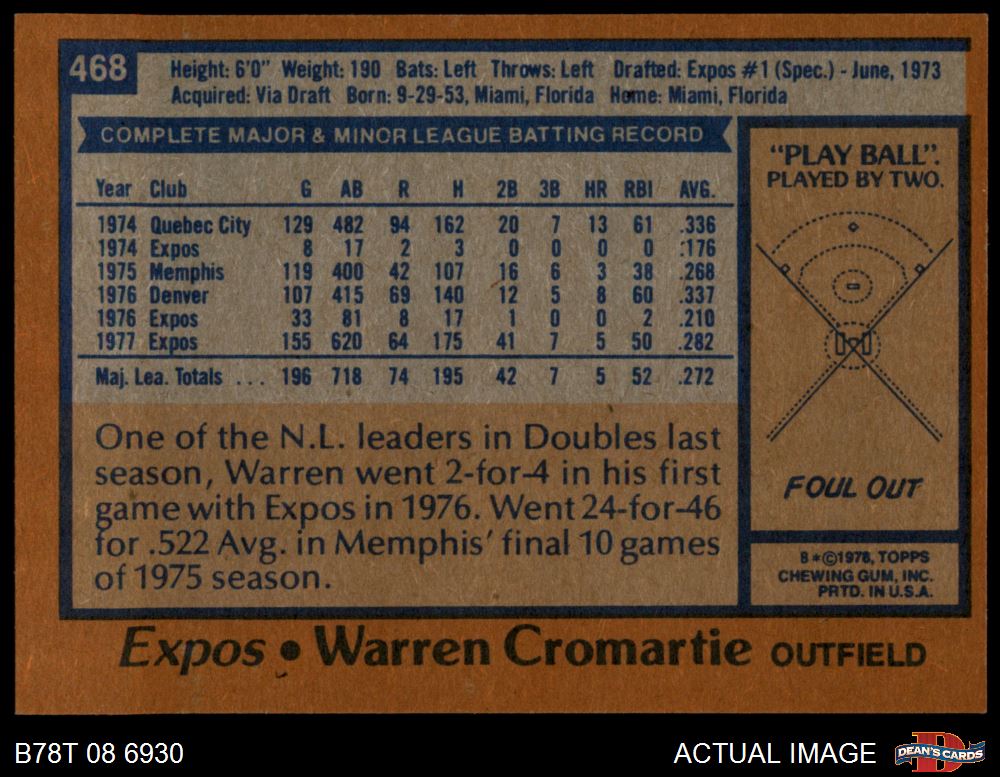 468
Height: 6'0" Weight: 190 Bats: Left Throws: Left Drafted: Expos #1 (Spec.) - June, 1973
Acquired: Via Draft Born: 9-29-53, Miami, Florida Home: Miami, Florida
COMPLETE MAJOR & MINOR LEAGUE BATTING RECORD
Year Club G AB R H 2B 3B HR RBI AVG.
1974 Quebec City 129 482 94 162 20 7 13 61 .336
1974 Expos 8 17 2 3 0 0 0 0 .176
1975 Memphis 119 400 42 107 16 6 3 38 .268
1976 Denver 107 415 69 140 12 5 8 60 .337
1976 Expos 33 81 8 17 1 0 0 2 .210
1977 Expos 155 620 64 175 41 7 5 50 .282
Maj. Lea. Totals ... 196 718 74 195 42 7 5 52 .272
One of the N.L. leaders in Doubles last
season, Warren went 2-for-4 in his first
game with Expos in 1976. Went 24-for-46
for .522 Avg. in Memphis' final 10 games
of 1975 season.
"PLAY BALL".
PLAYED BY TWO.
FOUL OUT
B*©1978, TOPPS
CHEWING GUM, INC.
PRTD. IN U.S.A.
Expos • Warren Cromartie OUTFIELD
B78T 08 6930
ACTUAL IMAGE
D
DEAN'S CARDS